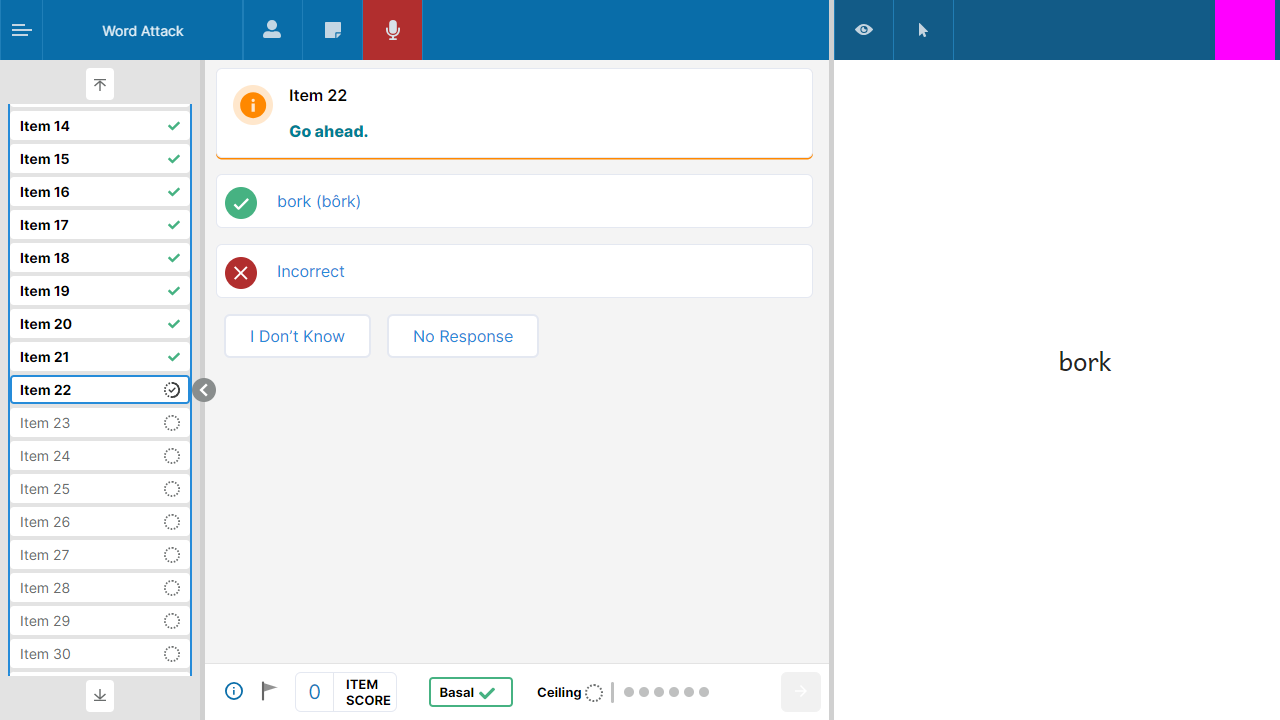 Word Attack
Item 14
Item 15
Item 16
Item 17
Item 18
Item 19
Item 20
Item 21
Item 22
Item 23
Item 24
Item 25
Item 26
Item 27
Item 28
Item 29
Item 30
Item 22
Go ahead.
bork (bôrk)
Incorrect
I Don’t Know
No Response
0
ITEM
SCORE
Basal
Ceiling
bork